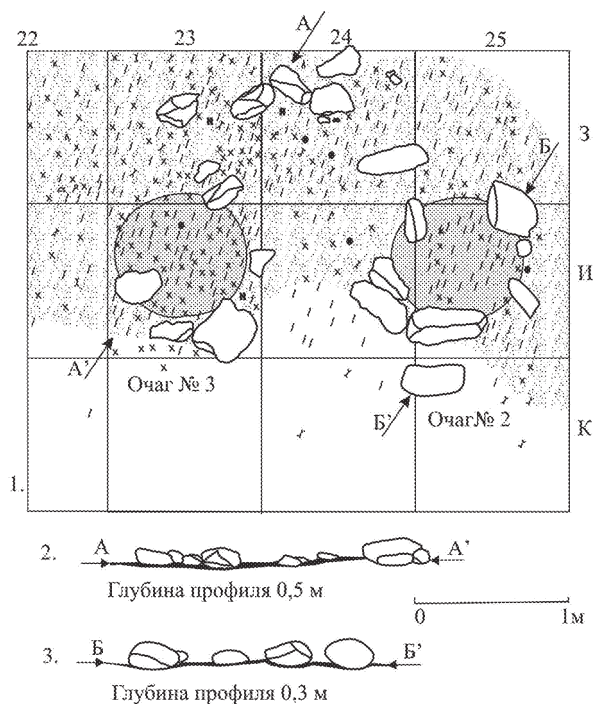 22 23 24 25
А
З
Б
И
А'
Очаг № 3
Б'
Очаг№ 2
К
1.
2. А А'
Глубина профиля 0,5 м
0 1м
3. Б Б'
Глубина профиля 0,3 м